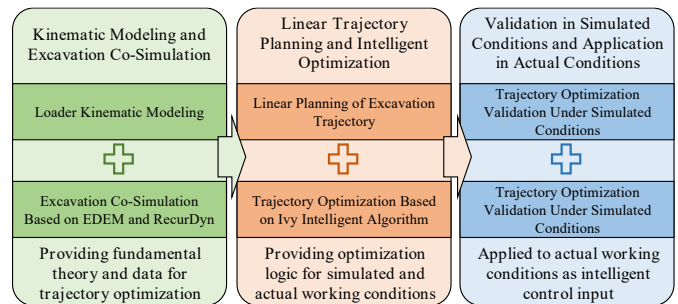 Kinematic Modeling and
Excavation Co-Simulation
Loader Kinematic Modeling
Excavation Co-Simulation
Based on EDEM and RecurDyn
Providing fundamental
theory and data for
trajectory optimization
Linear Trajectory
Planning and Intelligent
Optimization
Linear Planning of Excavation
Trajectory
Trajectory Optimization Based
on Ivy Intelligent Algorithm
Providing optimization
logic for simulated and
actual working conditions
Validation in Simulated
Conditions and Application
in Actual Conditions
Trajectory Optimization
Validation Under Simulated
Conditions
Trajectory Optimization
Validation Under Simulated
Conditions
Applied to actual working
conditions as intelligent
control input